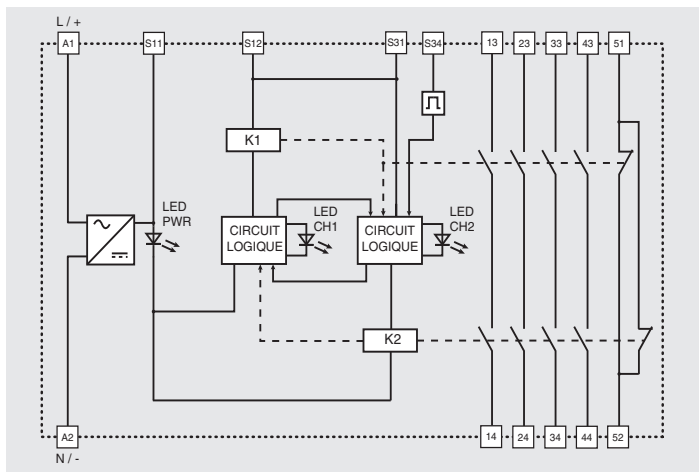 L / +
A1 S11 S12 S31 S34 13 23 33 43 51
K1
LED
PWR
CIRCUIT
LOGIQUE
LED
CH1
CIRCUIT
LOGIQUE
LED
CH2
K2
A2 14 24 34 44 52
N / -